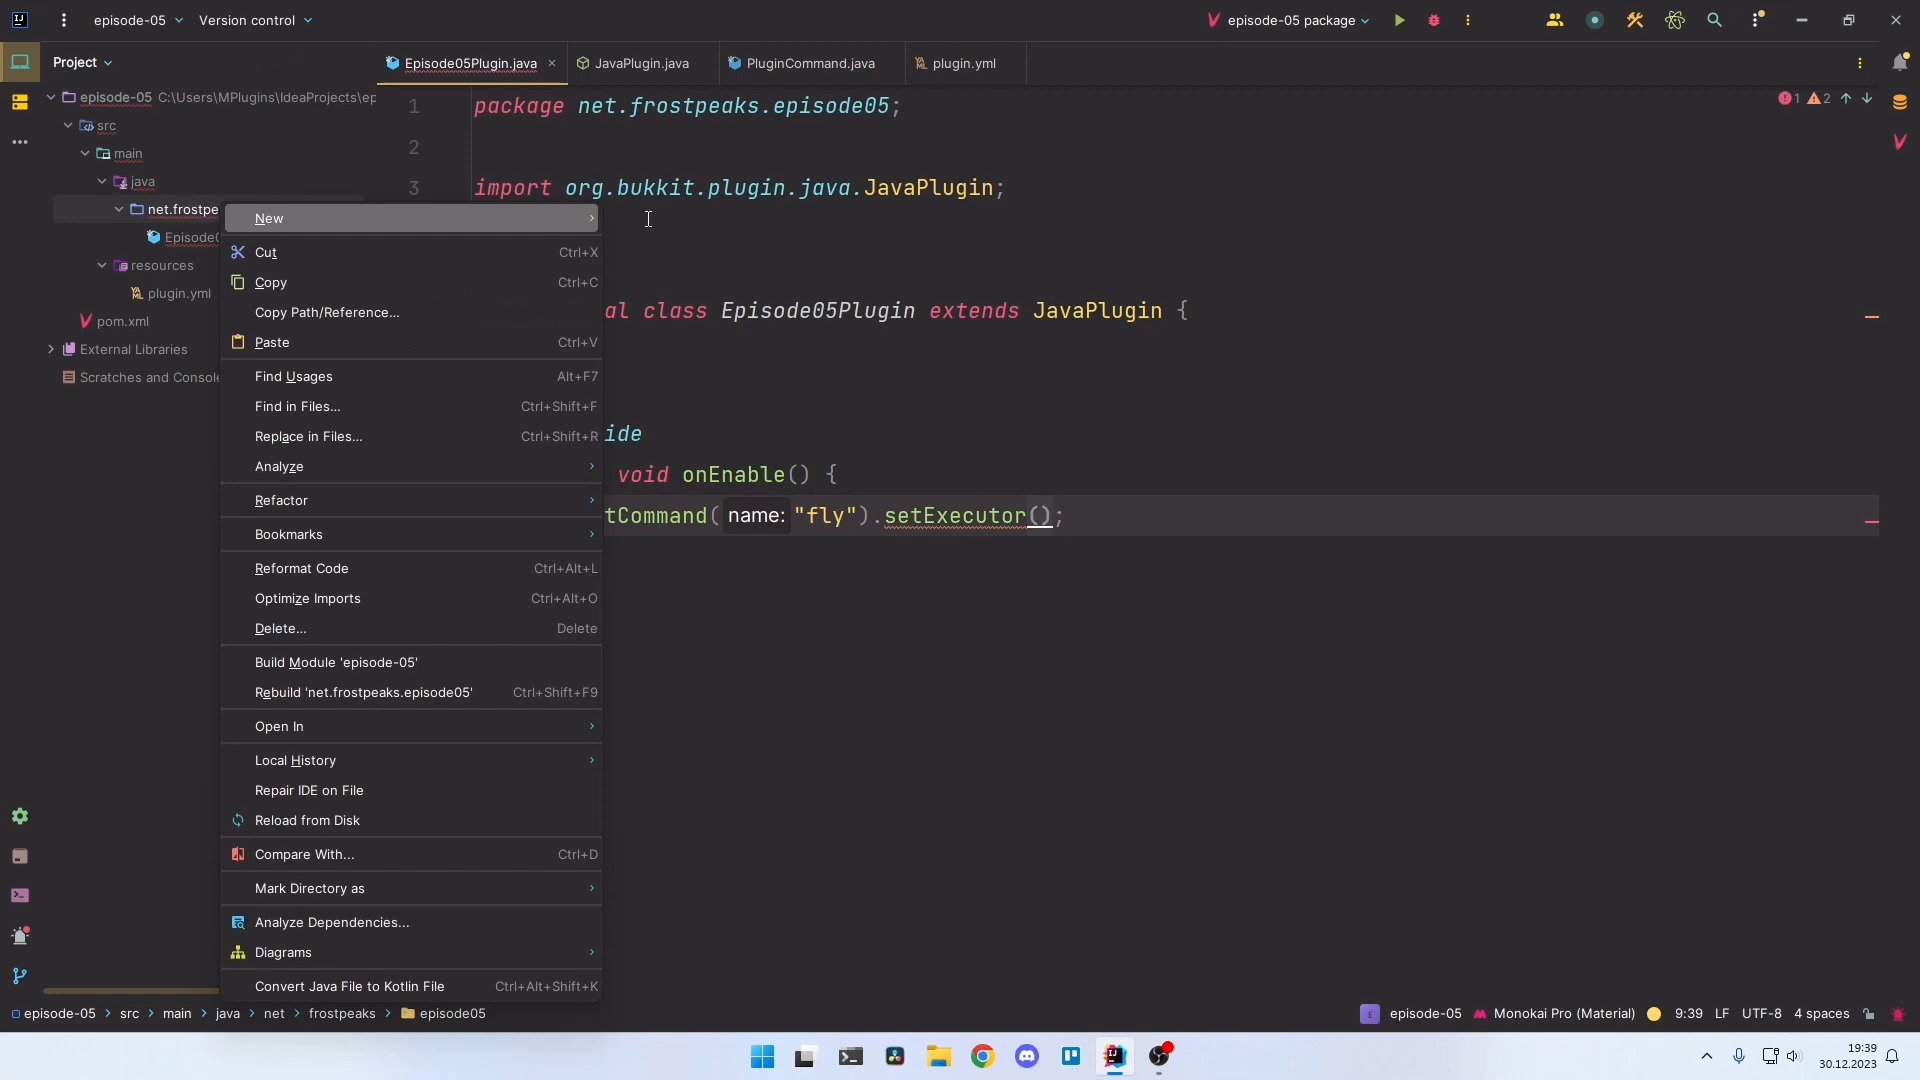 episode-05
Version control
episode-05 package
Project
Episode05Plugin.java
JavaPlugin.java
PluginCommand.java
plugin.yml
episode-05 C:\Users\MPlugins\IdeaProjects\ep
src
main
java
net.frostpe
Episode0
resources
plugin.yml
pom.xml
External Libraries
Scratches and Console
New
Cut Ctrl+X
Copy Ctrl+C
Copy Path/Reference...
Paste Ctrl+V
Find Usages Alt+F7
Find in Files... Ctrl+Shift+F
Replace in Files... Ctrl+Shift+R
Analyze
Refactor
Bookmarks
Reformat Code Ctrl+Alt+L
Optimize Imports Ctrl+Alt+O
Delete... Delete
Build Module 'episode-05'
Rebuild 'net.frostpeaks.episode05' Ctrl+Shift+F9
Open In
Local History
Repair IDE on File
Reload from Disk
Compare With... Ctrl+D
Mark Directory as
Analyze Dependencies...
Diagrams
Convert Java File to Kotlin File Ctrl+Alt+Shift+K
1 package net.frostpeaks.episode05;
2
3 import org.bukkit.plugin.java.JavaPlugin;
al class Episode05Plugin extends JavaPlugin {
ide
void onEnable() {
tCommand( name: "fly").setExecutor();
1 2
episode-05 > src > main > java > net > frostpeaks > episode05
episode-05 Monokai Pro (Material) 9:39 LF UTF-8 4 spaces
19:39
30.12.2023